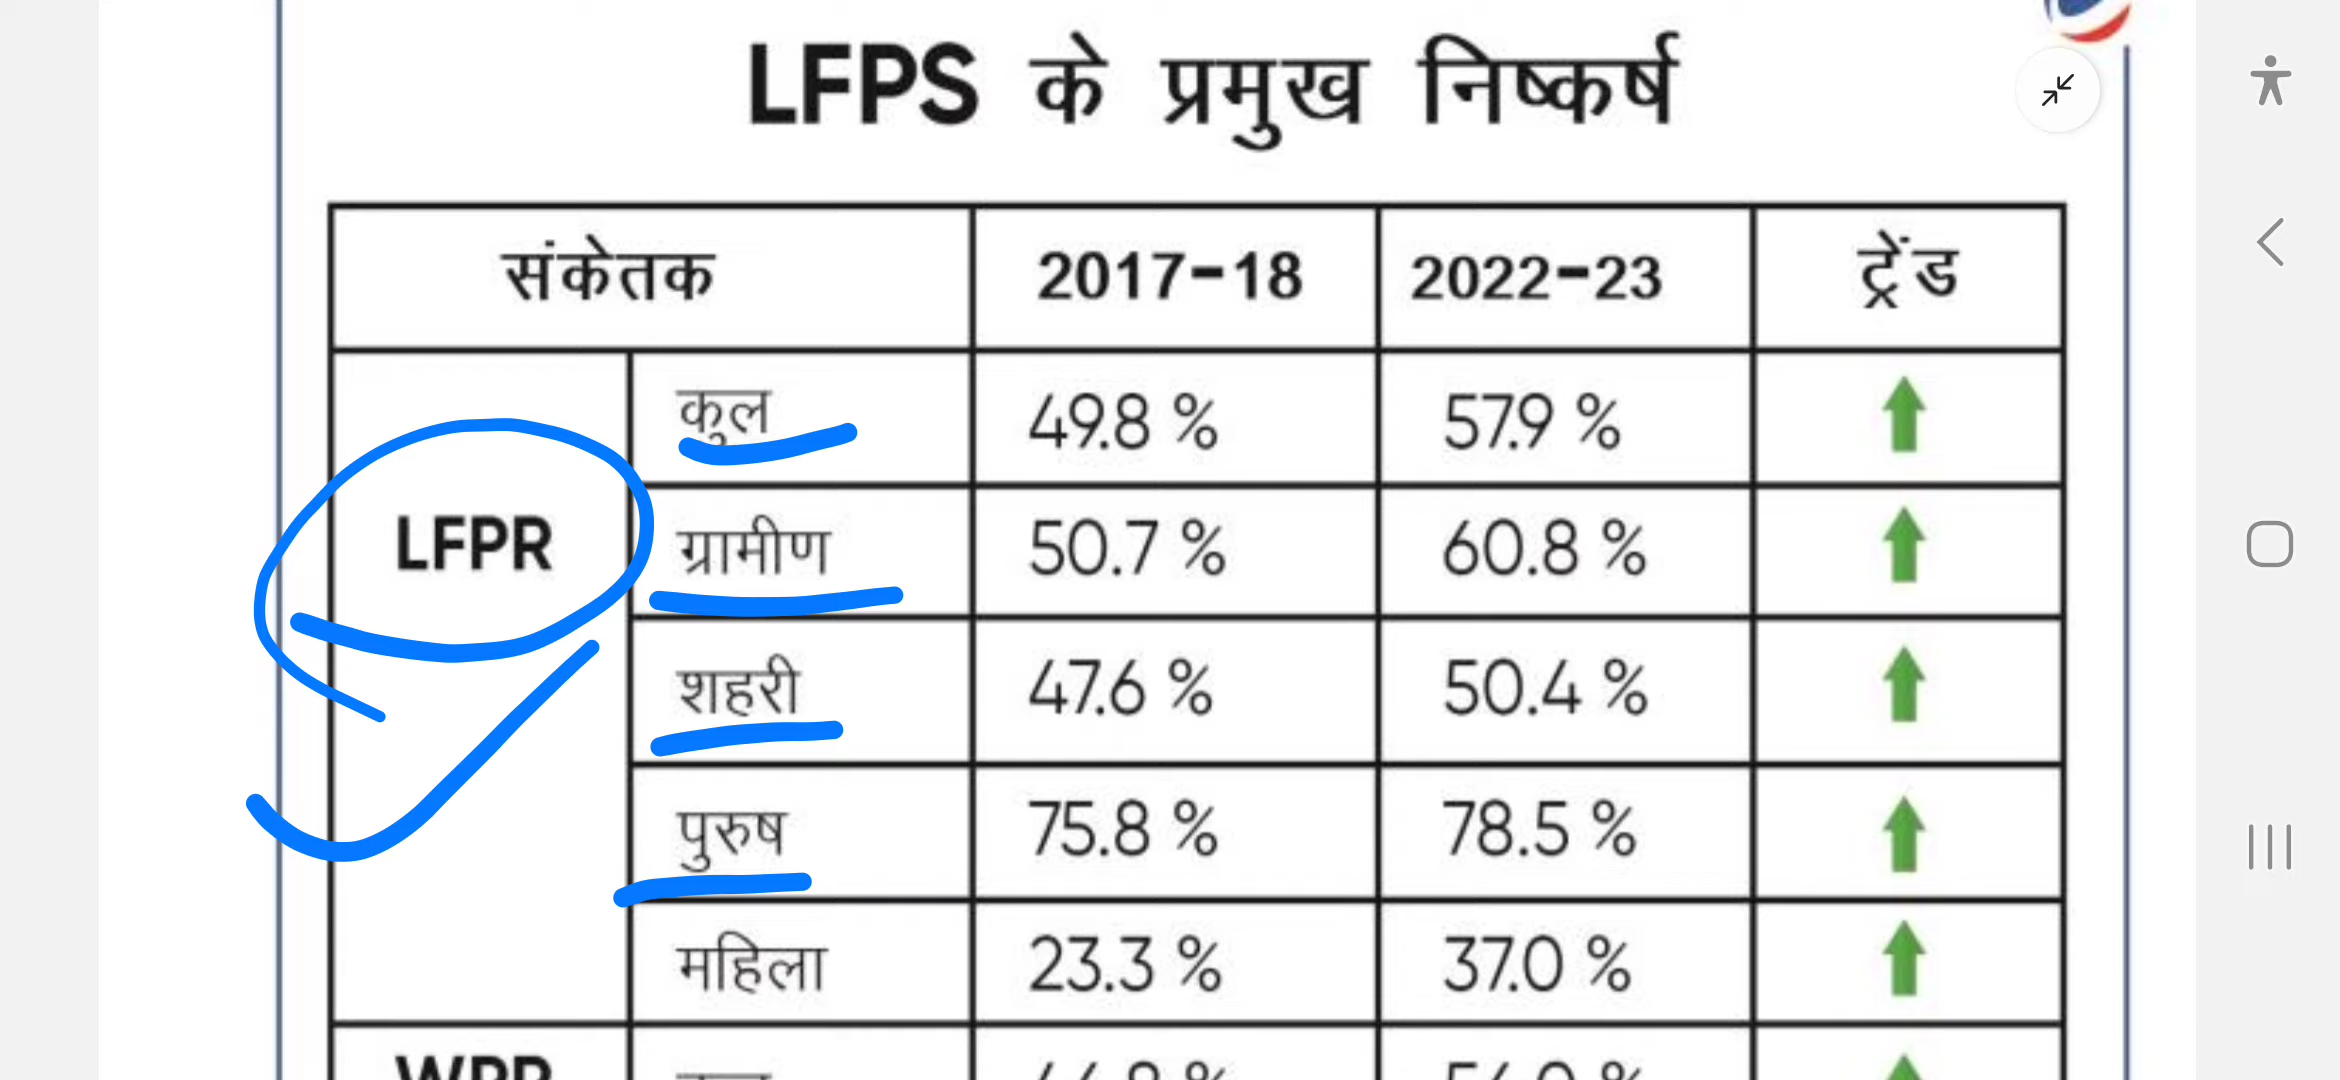 LFPS के प्रमुख निष्कर्ष
संकेतक 2017-18 2022-23 ट्रेंड
LFPR
कुल 49.8 % 57.9 %
ग्रामीण 50.7 % 60.8 %
शहरी 47.6 % 50.4 %
पुरुष 75.8 % 78.5 %
महिला 23.3 % 37.0 %